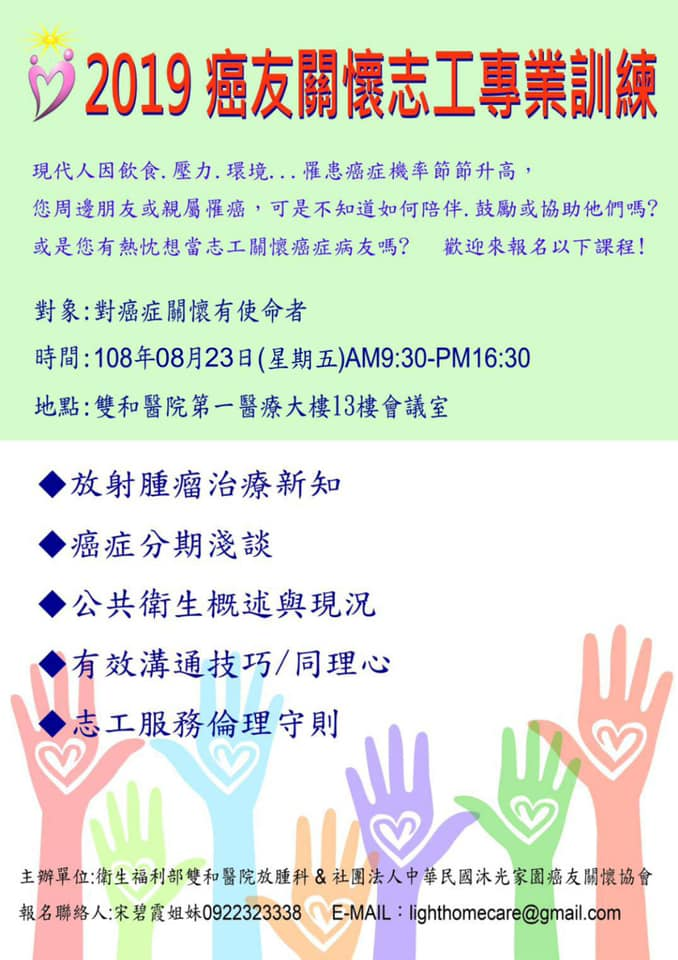 2019 癌友關懷志工專業訓練
現代人因飲食.壓力.環境...罹患癌症機率節節升高，
您周邊朋友或親屬罹癌，可是不知道如何陪伴.鼓勵或協助他們嗎?
或是您有熱忱想當志工關懷癌症病友嗎? 歡迎來報名以下課程!
對象:對癌症關懷有使命者
時間:108年08月23日(星期五)AM9:30-PM16:30
地點:雙和醫院第一醫療大樓13樓會議室
◆放射腫瘤治療新知
◆癌症分期淺談
◆公共衛生概述與現況
◆有效溝通技巧/同理心
◆志工服務倫理守則
主辦單位:衛生福利部雙和醫院放腫科 & 社團法人中華民國沐光家園癌友關懷協會
報名聯絡人:宋碧霞姐妹0922323338 E-MAIL：lighthomecare@gmail.com